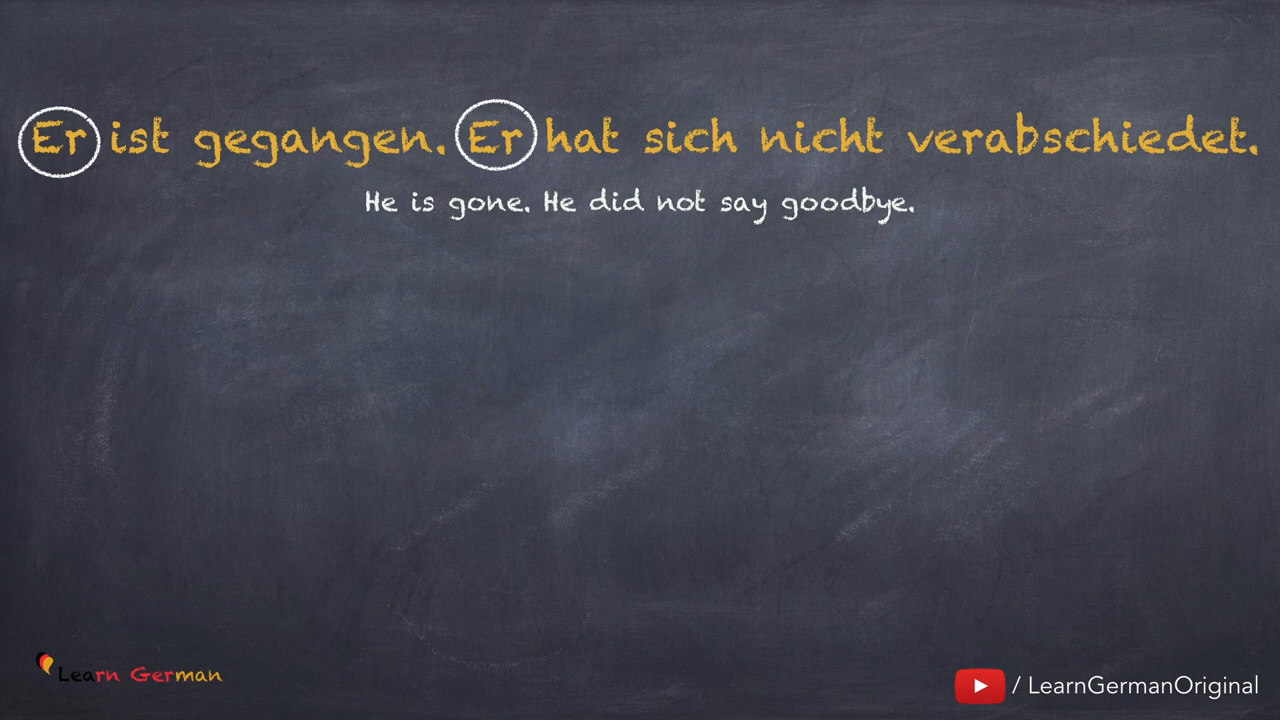 Er ist gegangen. Er hat sich nicht verabschiedet.
He is gone. He did not say goodbye.
Learn German
/ LearnGermanOriginal